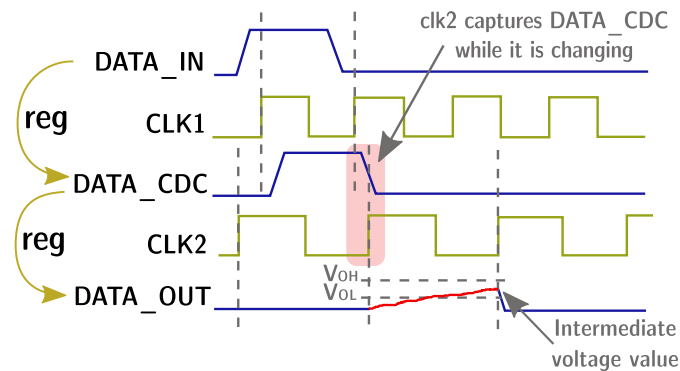 clk2 captures DATA_CDC
while it is changing
DATA_IN
reg
CLK1
DATA_CDC
reg
CLK2
VOH
VOL
DATA_OUT
Intermediate
voltage value